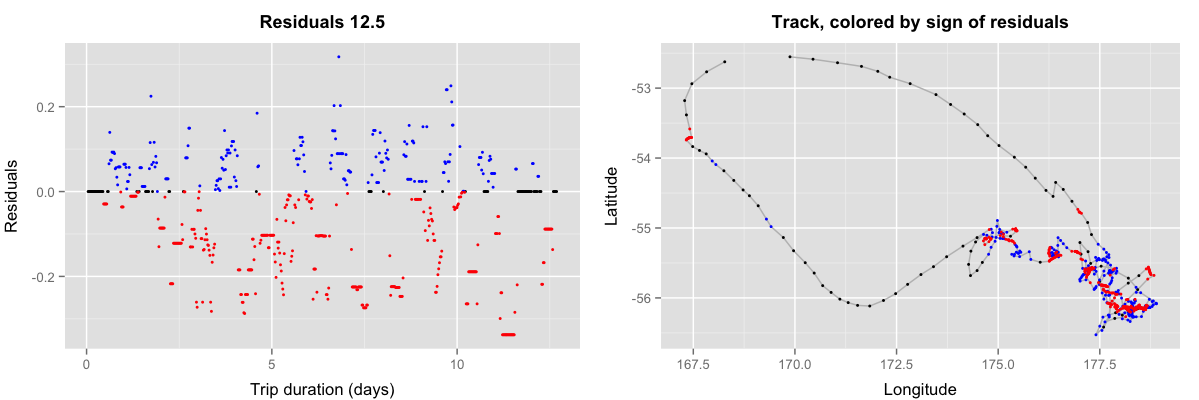 Residuals 12.5
Residuals
0.2
0.0
-0.2
0
5
10
Trip duration (days)
Track, colored by sign of residuals
Latitude
-53
-54
-55
-56
167.5
170.0
172.5
175.0
177.5
Longitude